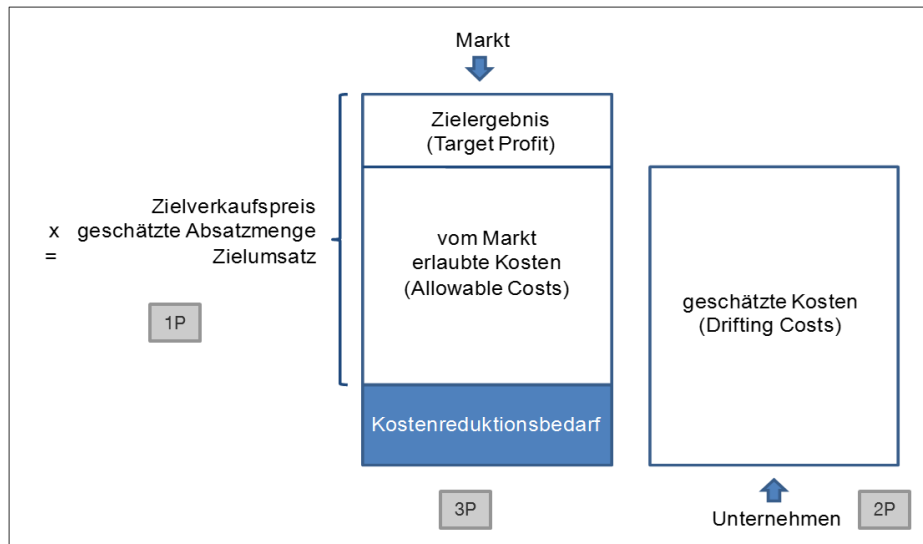 Markt
Zielergebnis
(Target Profit)
Zielverkaufspreis
x geschätzte Absatzmenge
= Zielumsatz
vom Markt
erlaubte Kosten
(Allowable Costs)
geschätzte Kosten
(Drifting Costs)
1P
Kostenreduktionsbedarf
3P
Unternehmen
2P